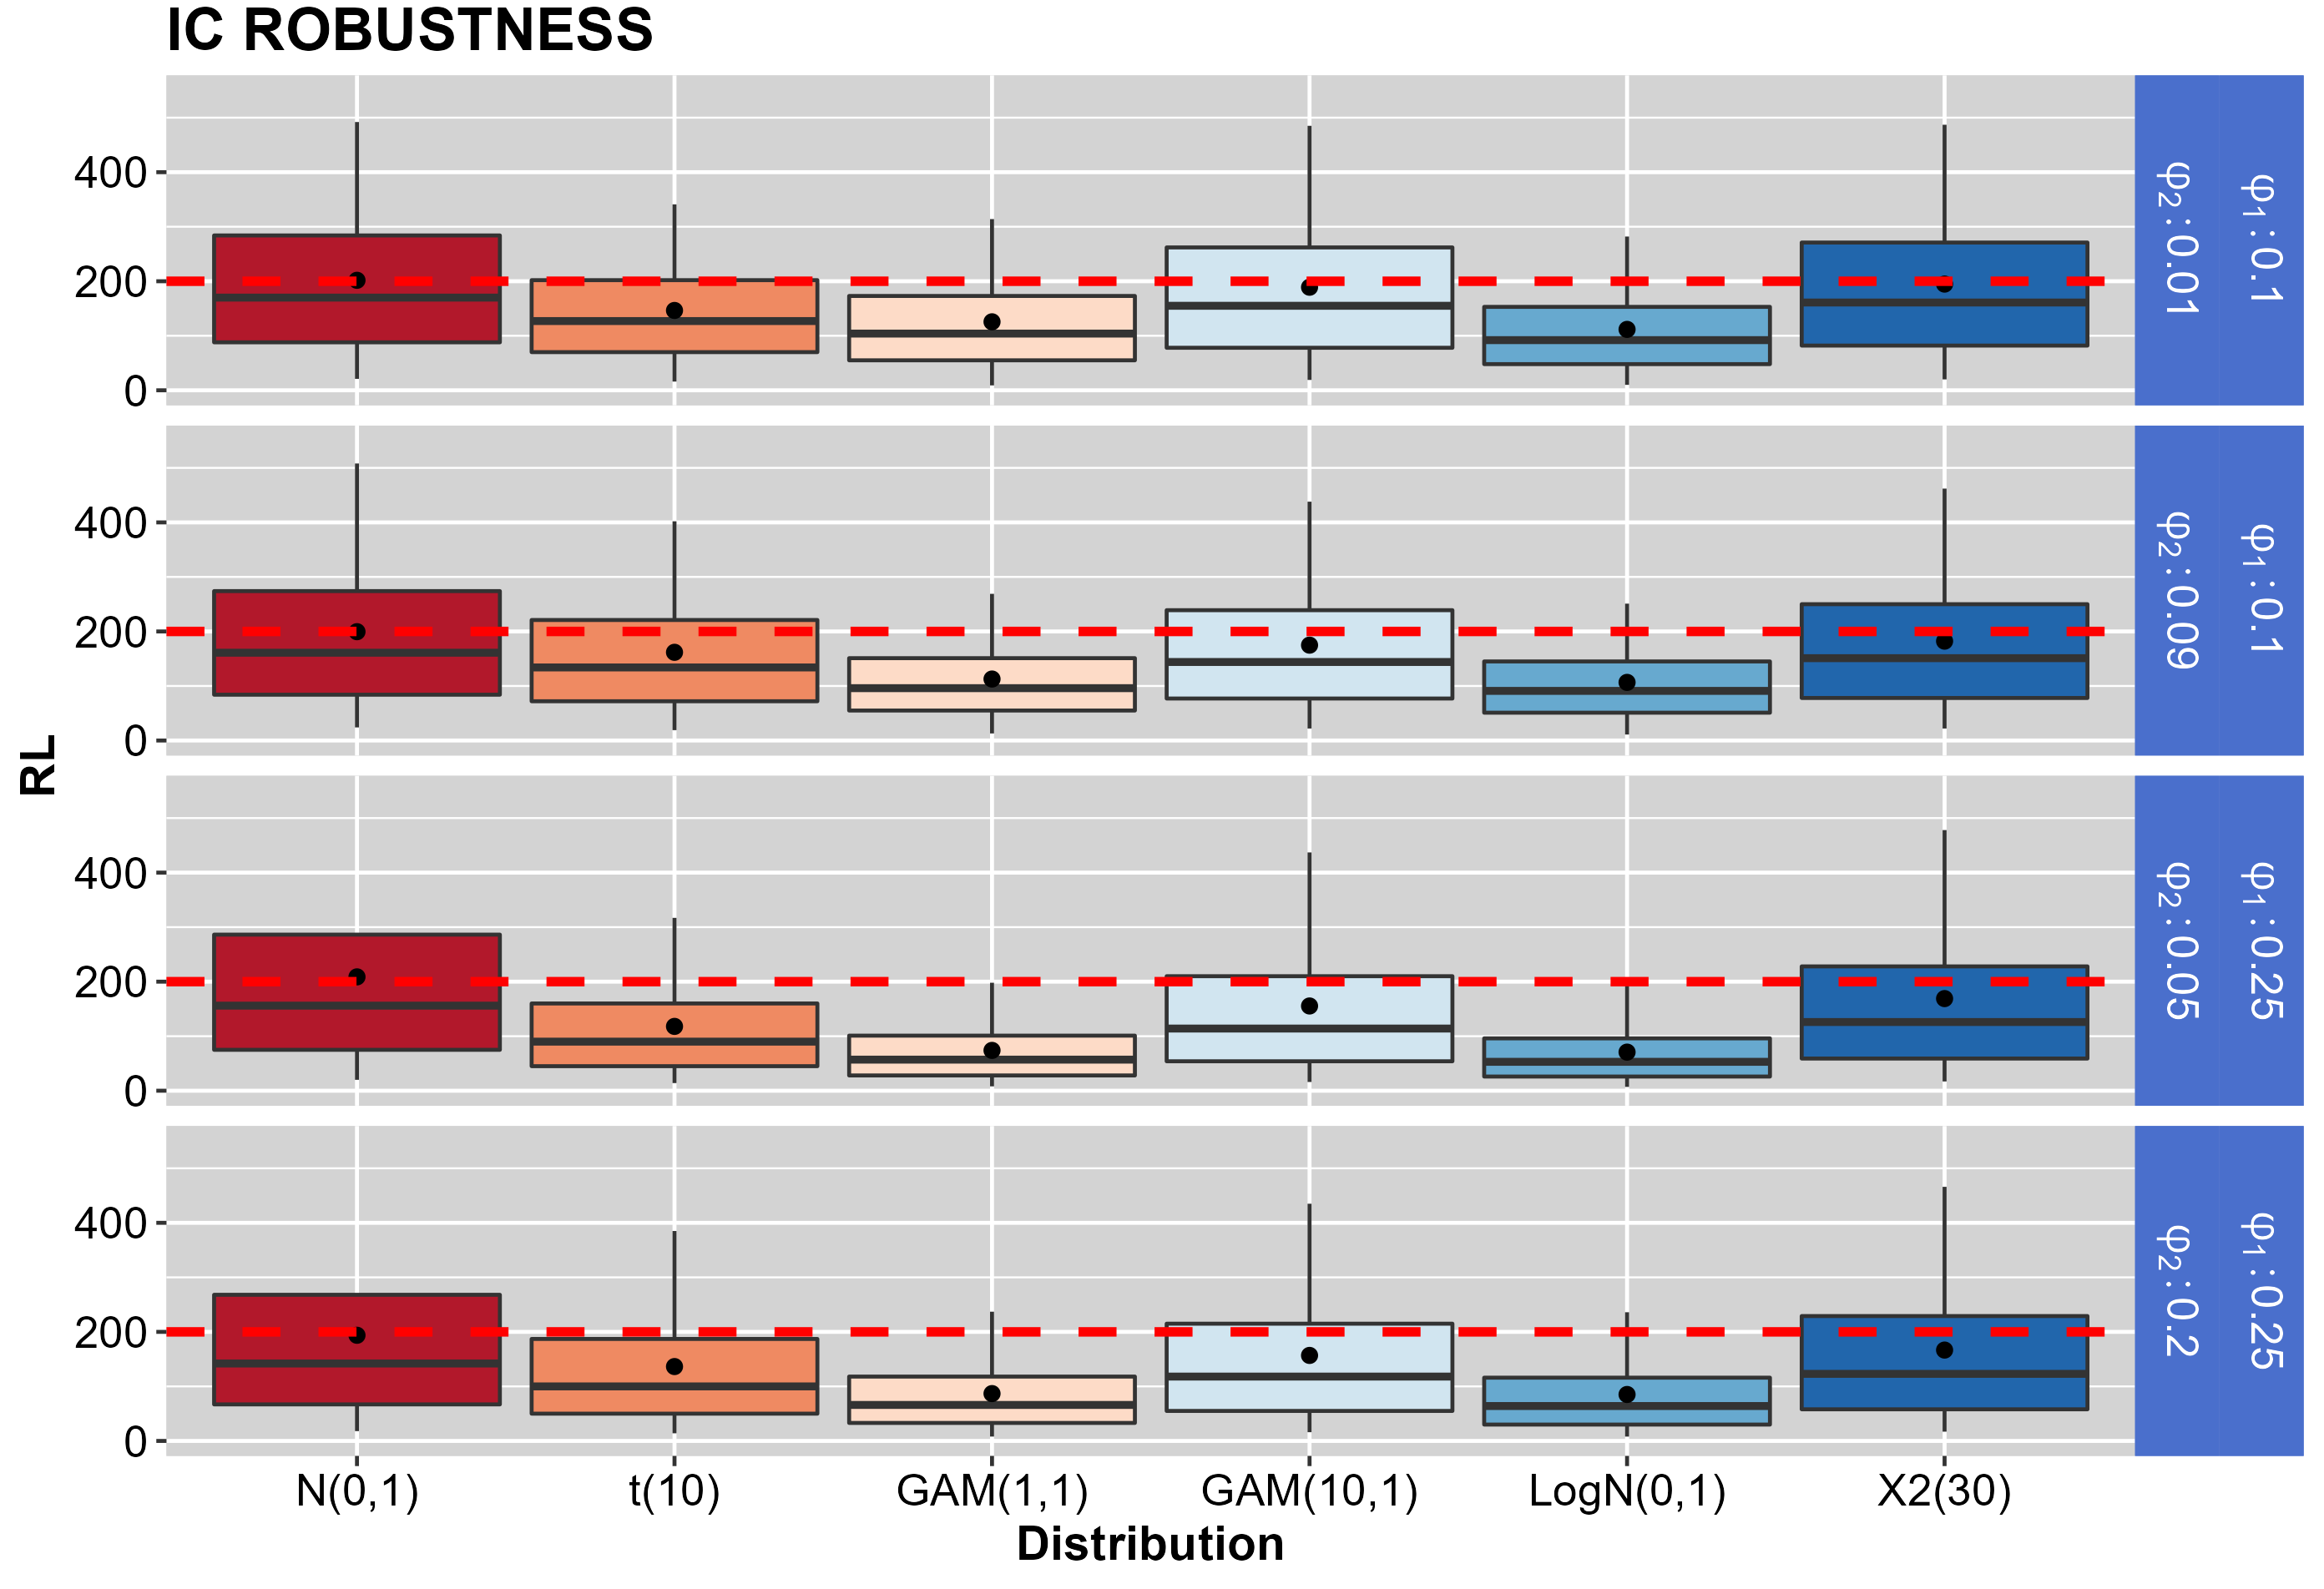 IC ROBUSTNESS
RL
400
200
0
φ2:0.01
φ1:0.1
400
200
0
φ2:0.09
φ1:0.1
400
200
0
φ2:0.05
φ1:0.25
400
200
0
φ2:0.2
φ1:0.25
N(0,1) t(10) GAM(1,1) GAM(10,1) LogN(0,1) X2(30)
Distribution